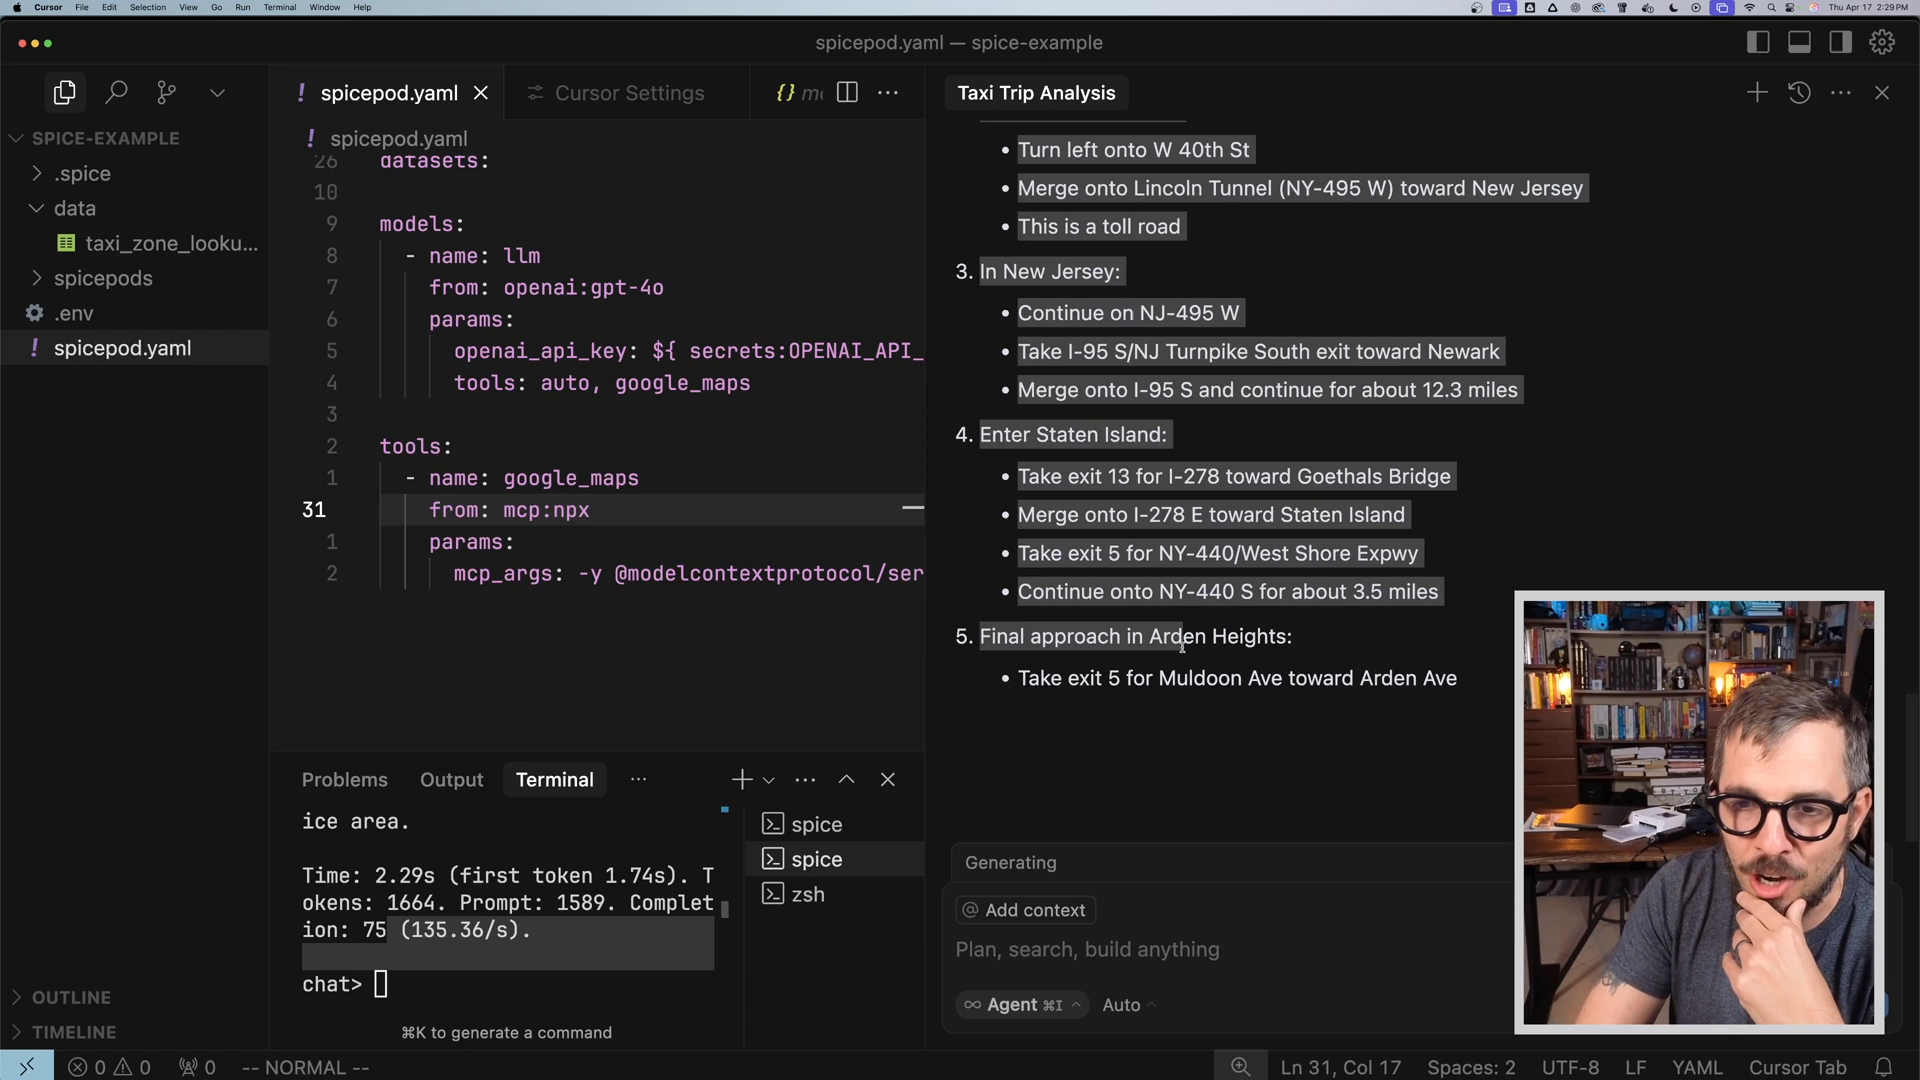 Cursor File Edit Selection View Go Run Terminal Window Help
Thu Apr 17 2:29 PM
spicepod.yaml — spice-example
! spicepod.yaml
Cursor Settings
{}
Taxi Trip Analysis
SPICE-EXAMPLE
.spice
data
taxi_zone_looku...
spicepods
.env
! spicepod.yaml
! spicepod.yaml
26 datasets:
10
9 models:
8 - name: llm
7 from: openai:gpt-4o
6 params:
5 openai_api_key: ${ secrets:OPENAI_API_
4 tools: auto, google_maps
3
2 tools:
1 - name: google_maps
31 from: mcp:npx
1 params:
2 mcp_args: -y @modelcontextprotocol/ser
• Turn left onto W 40th St
• Merge onto Lincoln Tunnel (NY-495 W) toward New Jersey
• This is a toll road
3. In New Jersey:
• Continue on NJ-495 W
• Take I-95 S/NJ Turnpike South exit toward Newark
• Merge onto I-95 S and continue for about 12.3 miles
4. Enter Staten Island:
• Take exit 13 for I-278 toward Goethals Bridge
• Merge onto I-278 E toward Staten Island
• Take exit 5 for NY-440/West Shore Expwy
• Continue onto NY-440 S for about 3.5 miles
5. Final approach in Arden Heights:
• Take exit 5 for Muldoon Ave toward Arden Ave
Problems Output Terminal
ice area.
Time: 2.29s (first token 1.74s). T
okens: 1664. Prompt: 1589. Complet
ion: 75 (135.36/s).
chat>
⌘K to generate a command
spice
spice
zsh
Generating
@ Add context
Plan, search, build anything
∞ Agent ⌘I
Auto
OUTLINE
TIMELINE
0 0 0 -- NORMAL --
Ln 31, Col 17 Spaces: 2 UTF-8 LF YAML Cursor Tab